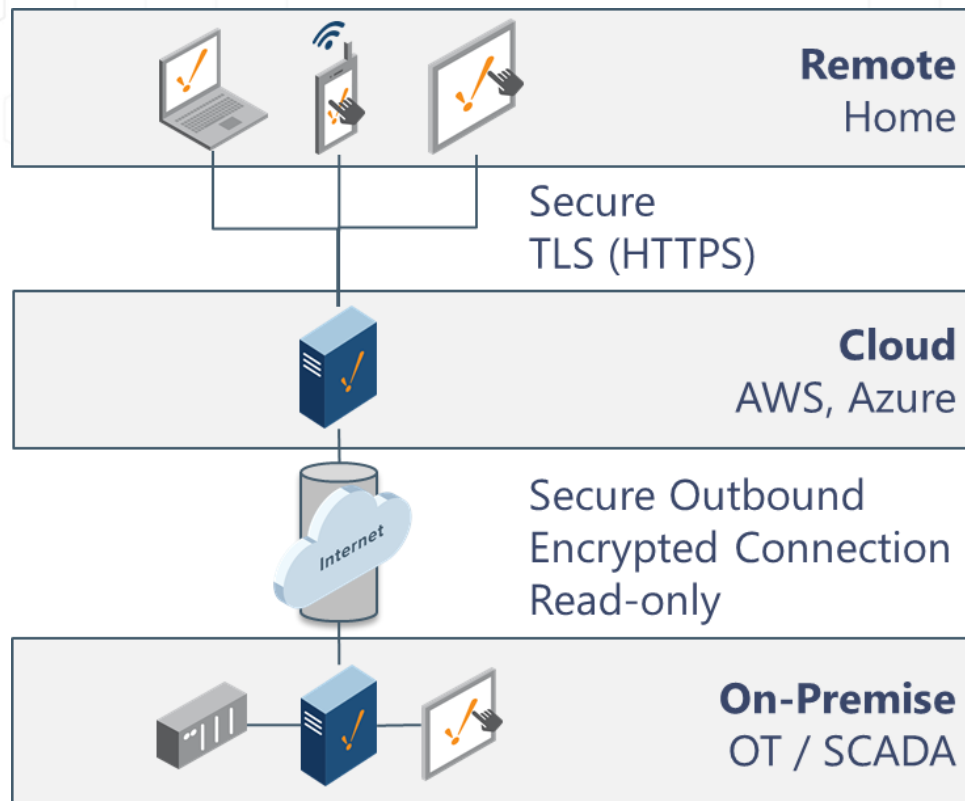 Remote
Home
Secure
TLS (HTTPS)
Cloud
AWS, Azure
Internet
Secure Outbound
Encrypted Connection
Read-only
On-Premise
OT / SCADA